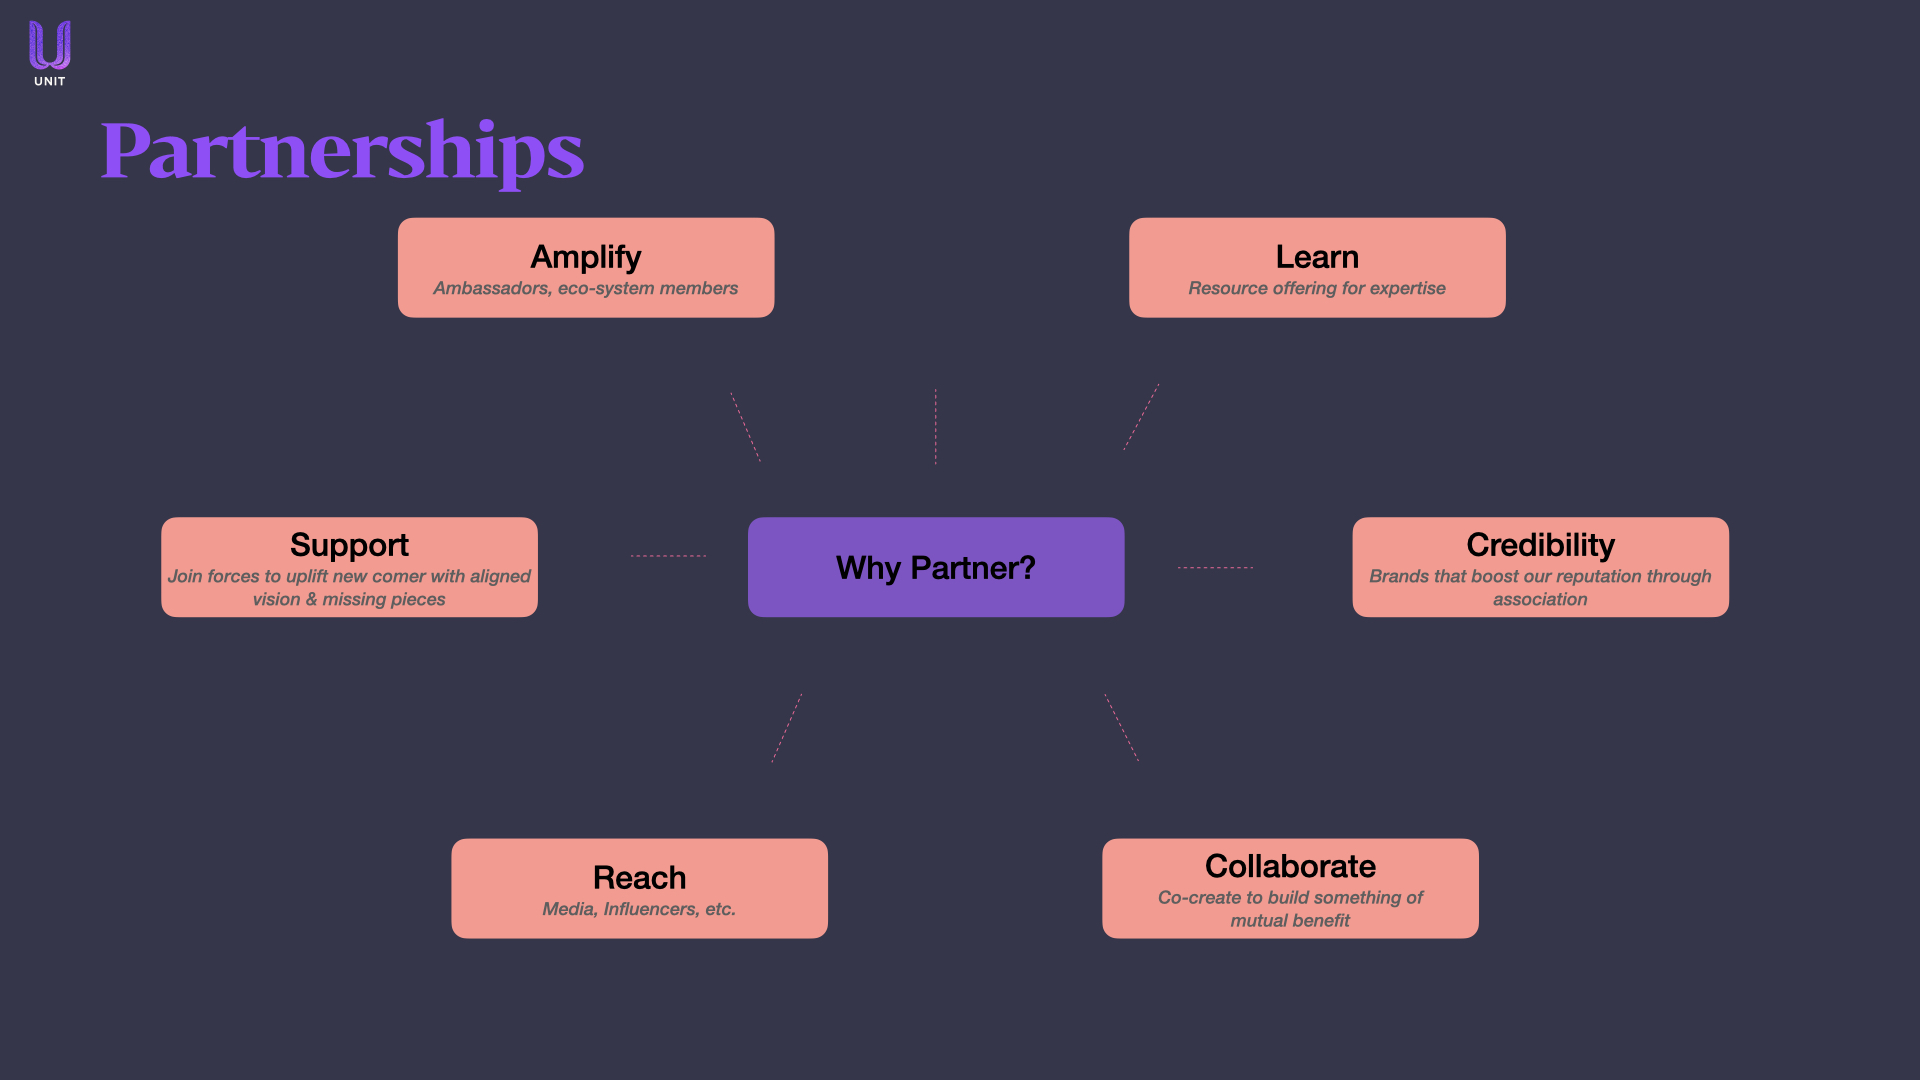 UNIT
Partnerships
Amplify
Ambassadors, eco-system members
Learn
Resource offering for expertise
Support
Join forces to uplift new comer with aligned
vision & missing pieces
Why Partner?
Credibility
Brands that boost our reputation through
association
Reach
Media, Influencers, etc.
Collaborate
Co-create to build something of
mutual benefit